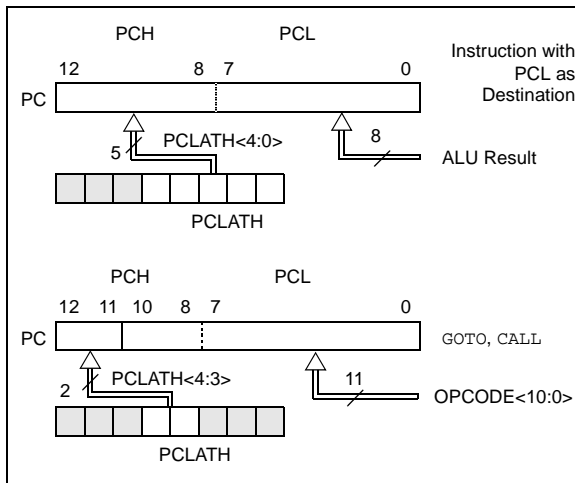 PCH PCL
12 8 7 0
Instruction with
PCL as
Destination
PC
5 PCLATH<4:0> 8
ALU Result
PCLATH
PCH PCL
12 11 10 8 7 0
PC
GOTO, CALL
2 PCLATH<4:3> 11
OPCODE<10:0>
PCLATH